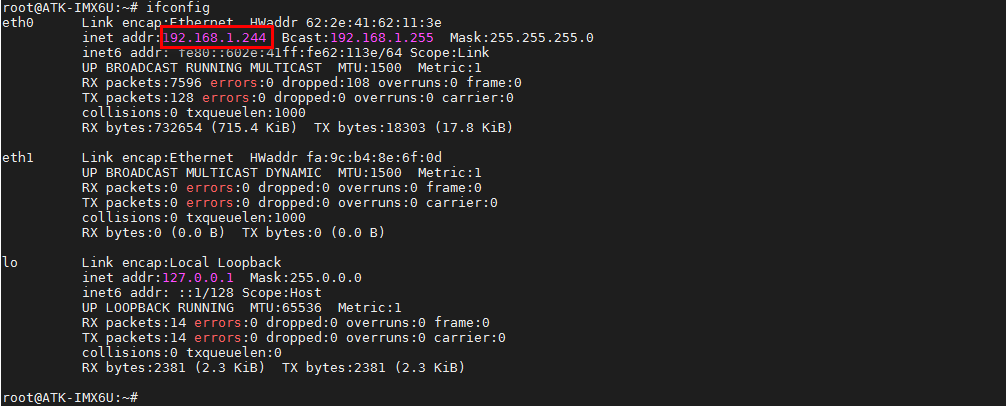 root@ATK-IMX6U:~# ifconfig
eth0      Link encap:Ethernet  HWaddr 62:2e:41:62:11:3e
          inet addr:192.168.1.244  Bcast:192.168.1.255  Mask:255.255.255.0
          inet6 addr: fe80::602e:41ff:fe62:113e/64 Scope:Link
          UP BROADCAST RUNNING MULTICAST  MTU:1500  Metric:1
          RX packets:7596 errors:0 dropped:108 overruns:0 frame:0
          TX packets:128 errors:0 dropped:0 overruns:0 carrier:0
          collisions:0 txqueuelen:1000
          RX bytes:732654 (715.4 KiB)  TX bytes:18303 (17.8 KiB)

eth1      Link encap:Ethernet  HWaddr fa:9c:b4:8e:6f:0d
          UP BROADCAST MULTICAST DYNAMIC  MTU:1500  Metric:1
          RX packets:0 errors:0 dropped:0 overruns:0 frame:0
          TX packets:0 errors:0 dropped:0 overruns:0 carrier:0
          collisions:0 txqueuelen:1000
          RX bytes:0 (0.0 B)  TX bytes:0 (0.0 B)

lo        Link encap:Local Loopback
          inet addr:127.0.0.1  Mask:255.0.0.0
          inet6 addr: ::1/128 Scope:Host
          UP LOOPBACK RUNNING  MTU:65536  Metric:1
          RX packets:14 errors:0 dropped:0 overruns:0 frame:0
          TX packets:14 errors:0 dropped:0 overruns:0 carrier:0
          collisions:0 txqueuelen:0
          RX bytes:2381 (2.3 KiB)  TX bytes:2381 (2.3 KiB)

root@ATK-IMX6U:~#